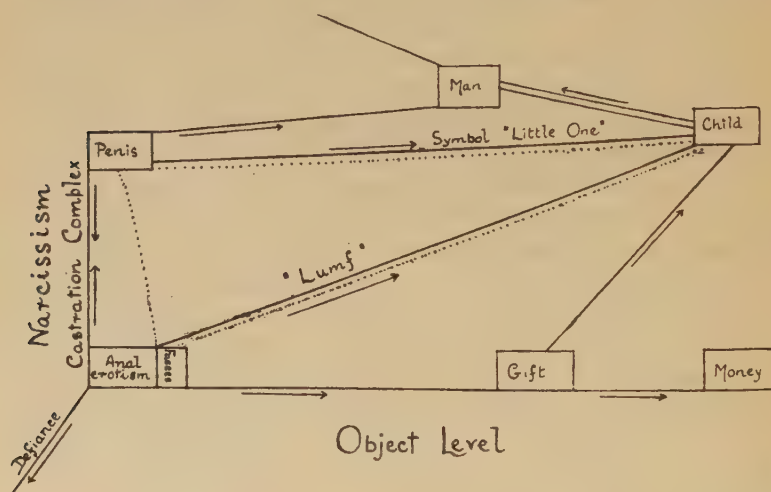 Man
Child
Penis
Symbol "Little One"
Narcissism
Castration Complex
"Lumf"
Anal
erotism
Faeces
Gift
Money
Defiance
Object Level